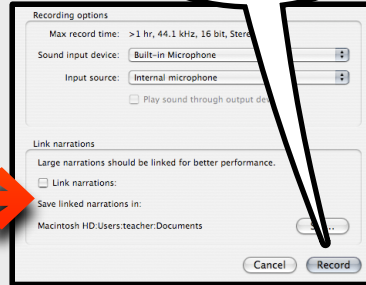 Recording options
Max record time: >1 hr, 44.1 kHz, 16 bit,
Sound input device: Built-in Microphone
Input source: Internal microphone
Play sound through output
Link narrations
Large narrations should be linked for better performance.
Link narrations:
Save linked narrations in:
Macintosh HD:Users:teacher:Documents
Cancel Record